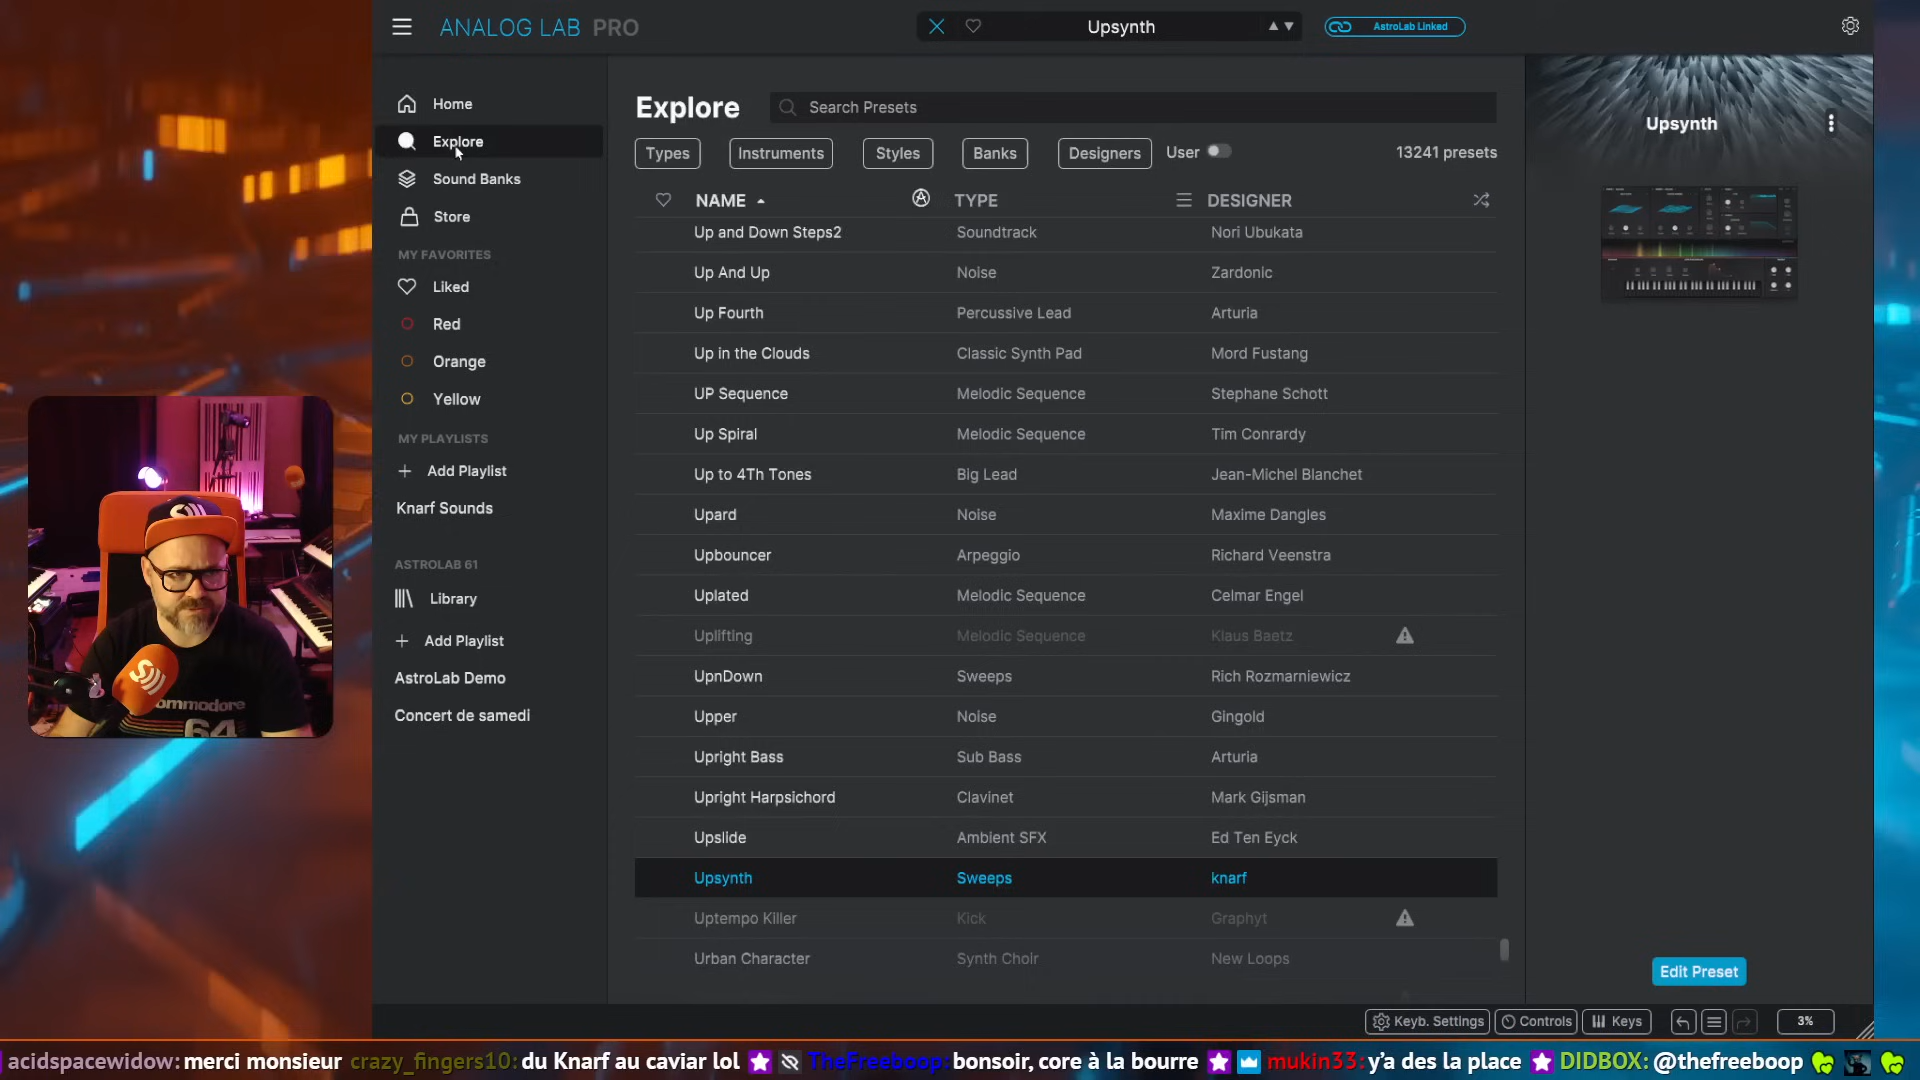 ANALOG LAB PRO
Upsynth
AstroLab Linked
Home
Explore
Sound Banks
Store
MY FAVORITES
Liked
Red
Orange
Yellow
MY PLAYLISTS
Add Playlist
Knarf Sounds
ASTROLAB 61
Library
Add Playlist
AstroLab Demo
Concert de samedi
Explore
Search Presets
Types Instruments Styles Banks Designers User 13241 presets
NAME TYPE DESIGNER
Up and Down Steps2 Soundtrack Nori Ubukata
Up And Up Noise Zardonic
Up Fourth Percussive Lead Arturia
Up in the Clouds Classic Synth Pad Mord Fustang
UP Sequence Melodic Sequence Stephane Schott
Up Spiral Melodic Sequence Tim Conrardy
Up to 4Th Tones Big Lead Jean-Michel Blanchet
Upard Noise Maxime Dangles
Upbouncer Arpeggio Richard Veenstra
Uplated Melodic Sequence Celmar Engel
Uplifting Melodic Sequence Klaus Baetz
UpnDown Sweeps Rich Rozmarniewicz
Upper Noise Gingold
Upright Bass Sub Bass Arturia
Upright Harpsichord Clavinet Mark Gijsman
Upslide Ambient SFX Ed Ten Eyck
Upsynth Sweeps knarf
Uptempo Killer Kick Graphyt
Urban Character Synth Choir New Loops
Upsynth
Edit Preset
Keyb. Settings Controls Keys 3%
commodore
64
acidspacewidow: merci monsieur crazy_fingers10: du Knarf au caviar lol TheFreeboop: bonsoir, core à la bourre mukin33: y'a des la place DIDBOX: @thefreeboop